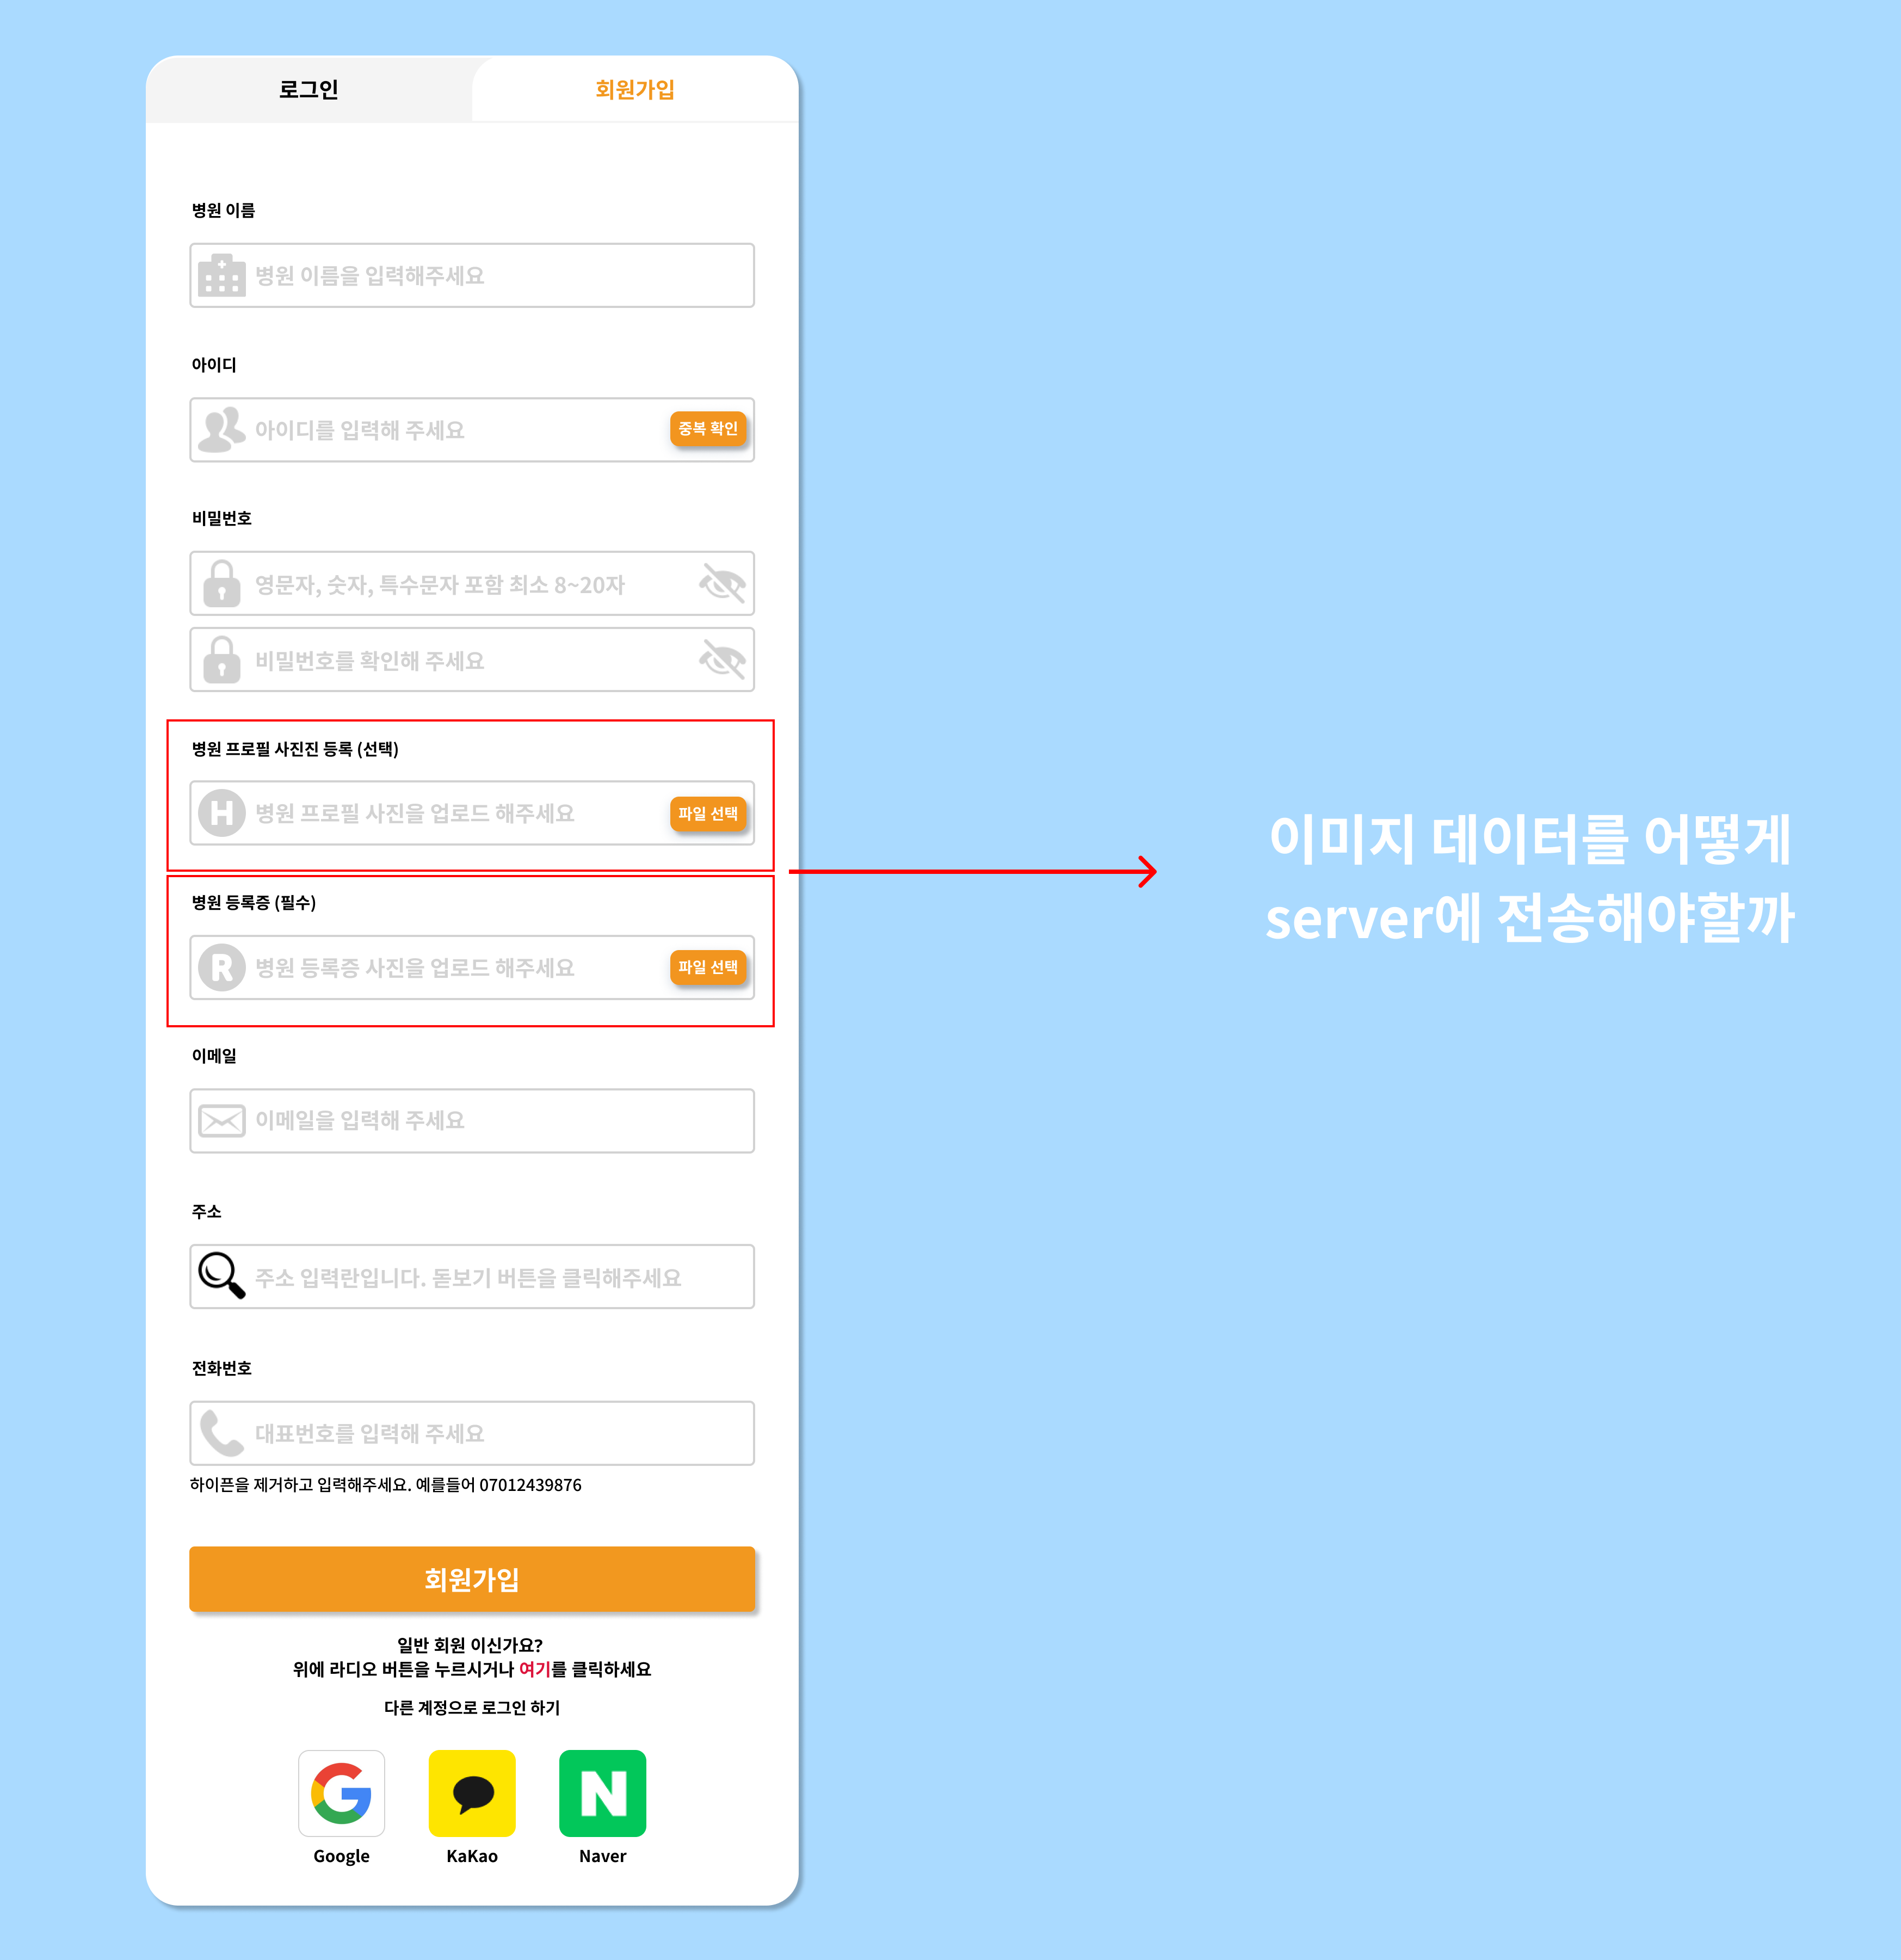 로그인
회원가입
병원 이름
병원 이름을 입력해주세요
아이디
아이디를 입력해 주세요
중복 확인
비밀번호
영문자, 숫자, 특수문자 포함 최소 8~20자
비밀번호를 확인해 주세요
병원 프로필 사진진 등록 (선택)
H
병원 프로필 사진을 업로드 해주세요
파일 선택
병원 등록증 (필수)
R
병원 등록증 사진을 업로드 해주세요
파일 선택
이미지 데이터를 어떻게
server에 전송해야할까
이메일
이메일을 입력해 주세요
주소
주소 입력란입니다. 돋보기 버튼을 클릭해주세요
전화번호
대표번호를 입력해 주세요
하이픈을 제거하고 입력해주세요. 예를들어 07012439876
회원가입
일반 회원 이신가요?
위에 라디오 버튼을 누르시거나 여기를 클릭하세요
다른 계정으로 로그인 하기
G
N
Google
KaKao
Naver